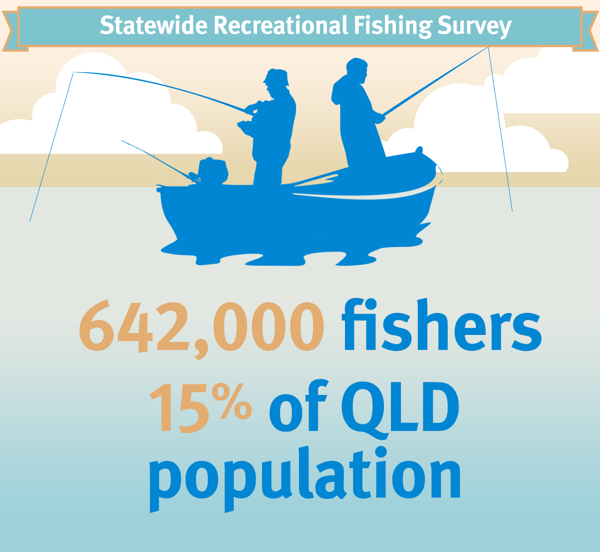 Statewide Recreational Fishing Survey
642,000 fishers
15% of QLD
population